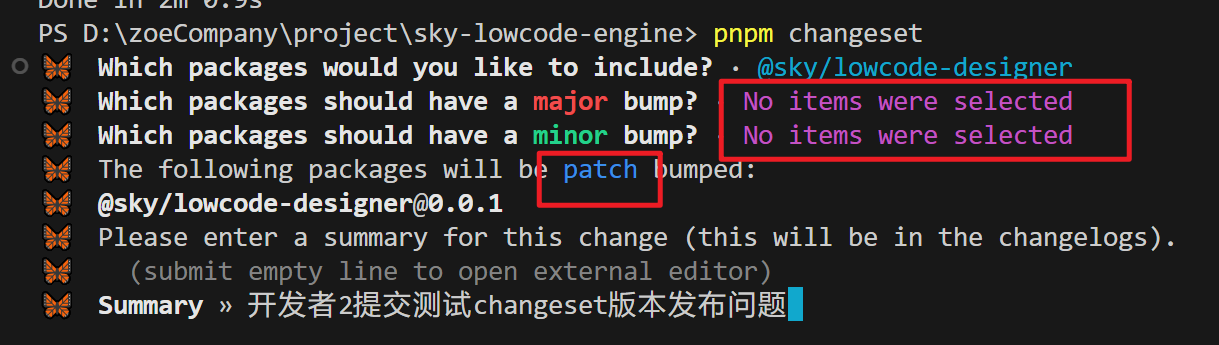 Done in 2m 0.9s
PS D:\zoeCompany\project\sky-lowcode-engine> pnpm changeset
Which packages would you like to include? · @sky/lowcode-designer
Which packages should have a major bump? · No items were selected
Which packages should have a minor bump? · No items were selected
The following packages will be patch bumped:
@sky/lowcode-designer@0.0.1
Please enter a summary for this change (this will be in the changelogs).
(submit empty line to open external editor)
Summary » 开发者2提交测试changeset版本发布问题